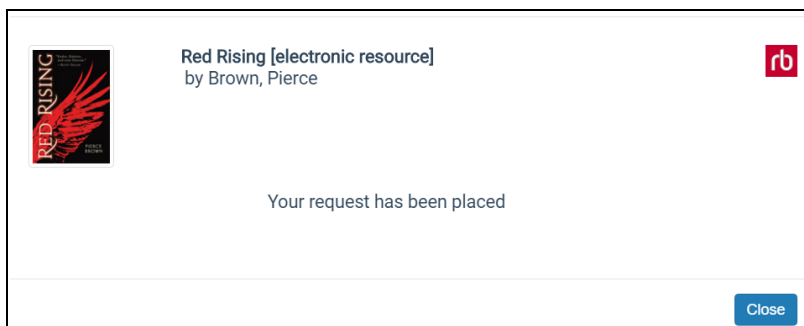 RED RISING
PIERCE
BROWN
Red Rising [electronic resource]
by Brown, Pierce
rb
Your request has been placed
Close